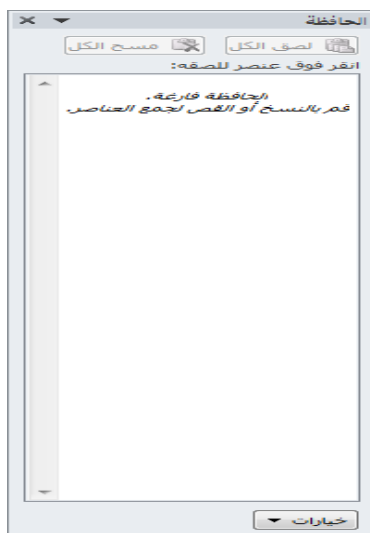 الحافظة
لصق الكل مسح الكل
انقر فوق عنصر للصقه:
الحافظة فارغة.
قم بالنسخ أو القص لجمع العناصر.
خيارات